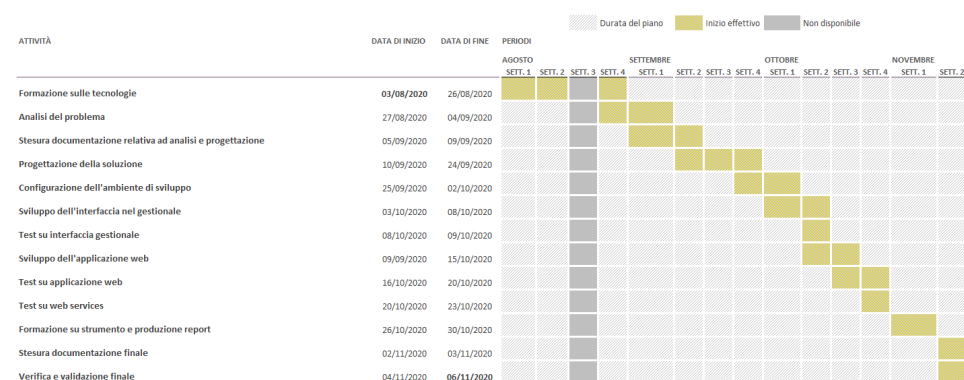 Durata del piano Inizio effettivo Non disponibile
ATTIVITÀ DATA DI INIZIO DATA DI FINE PERIODI
AGOSTO SETTEMBRE OTTOBRE NOVEMBRE
SETT. 1 SETT. 2 SETT. 3 SETT. 4 SETT. 1 SETT. 2 SETT. 3 SETT. 4 SETT. 1 SETT. 2 SETT. 3 SETT. 4 SETT. 1 SETT. 2
Formazione sulle tecnologie 03/08/2020 26/08/2020
Analisi del problema 27/08/2020 04/09/2020
Stesura documentazione relativa ad analisi e progettazione 05/09/2020 09/09/2020
Progettazione della soluzione 10/09/2020 24/09/2020
Configurazione dell'ambiente di sviluppo 25/09/2020 02/10/2020
Sviluppo dell'interfaccia nel gestionale 03/10/2020 08/10/2020
Test su interfaccia gestionale 08/10/2020 09/10/2020
Sviluppo dell'applicazione web 09/09/2020 15/10/2020
Test su applicazione web 16/10/2020 20/10/2020
Test su web services 20/10/2020 23/10/2020
Formazione su strumento e produzione report 26/10/2020 30/10/2020
Stesura documentazione finale 02/11/2020 03/11/2020
Verifica e validazione finale 04/11/2020 06/11/2020